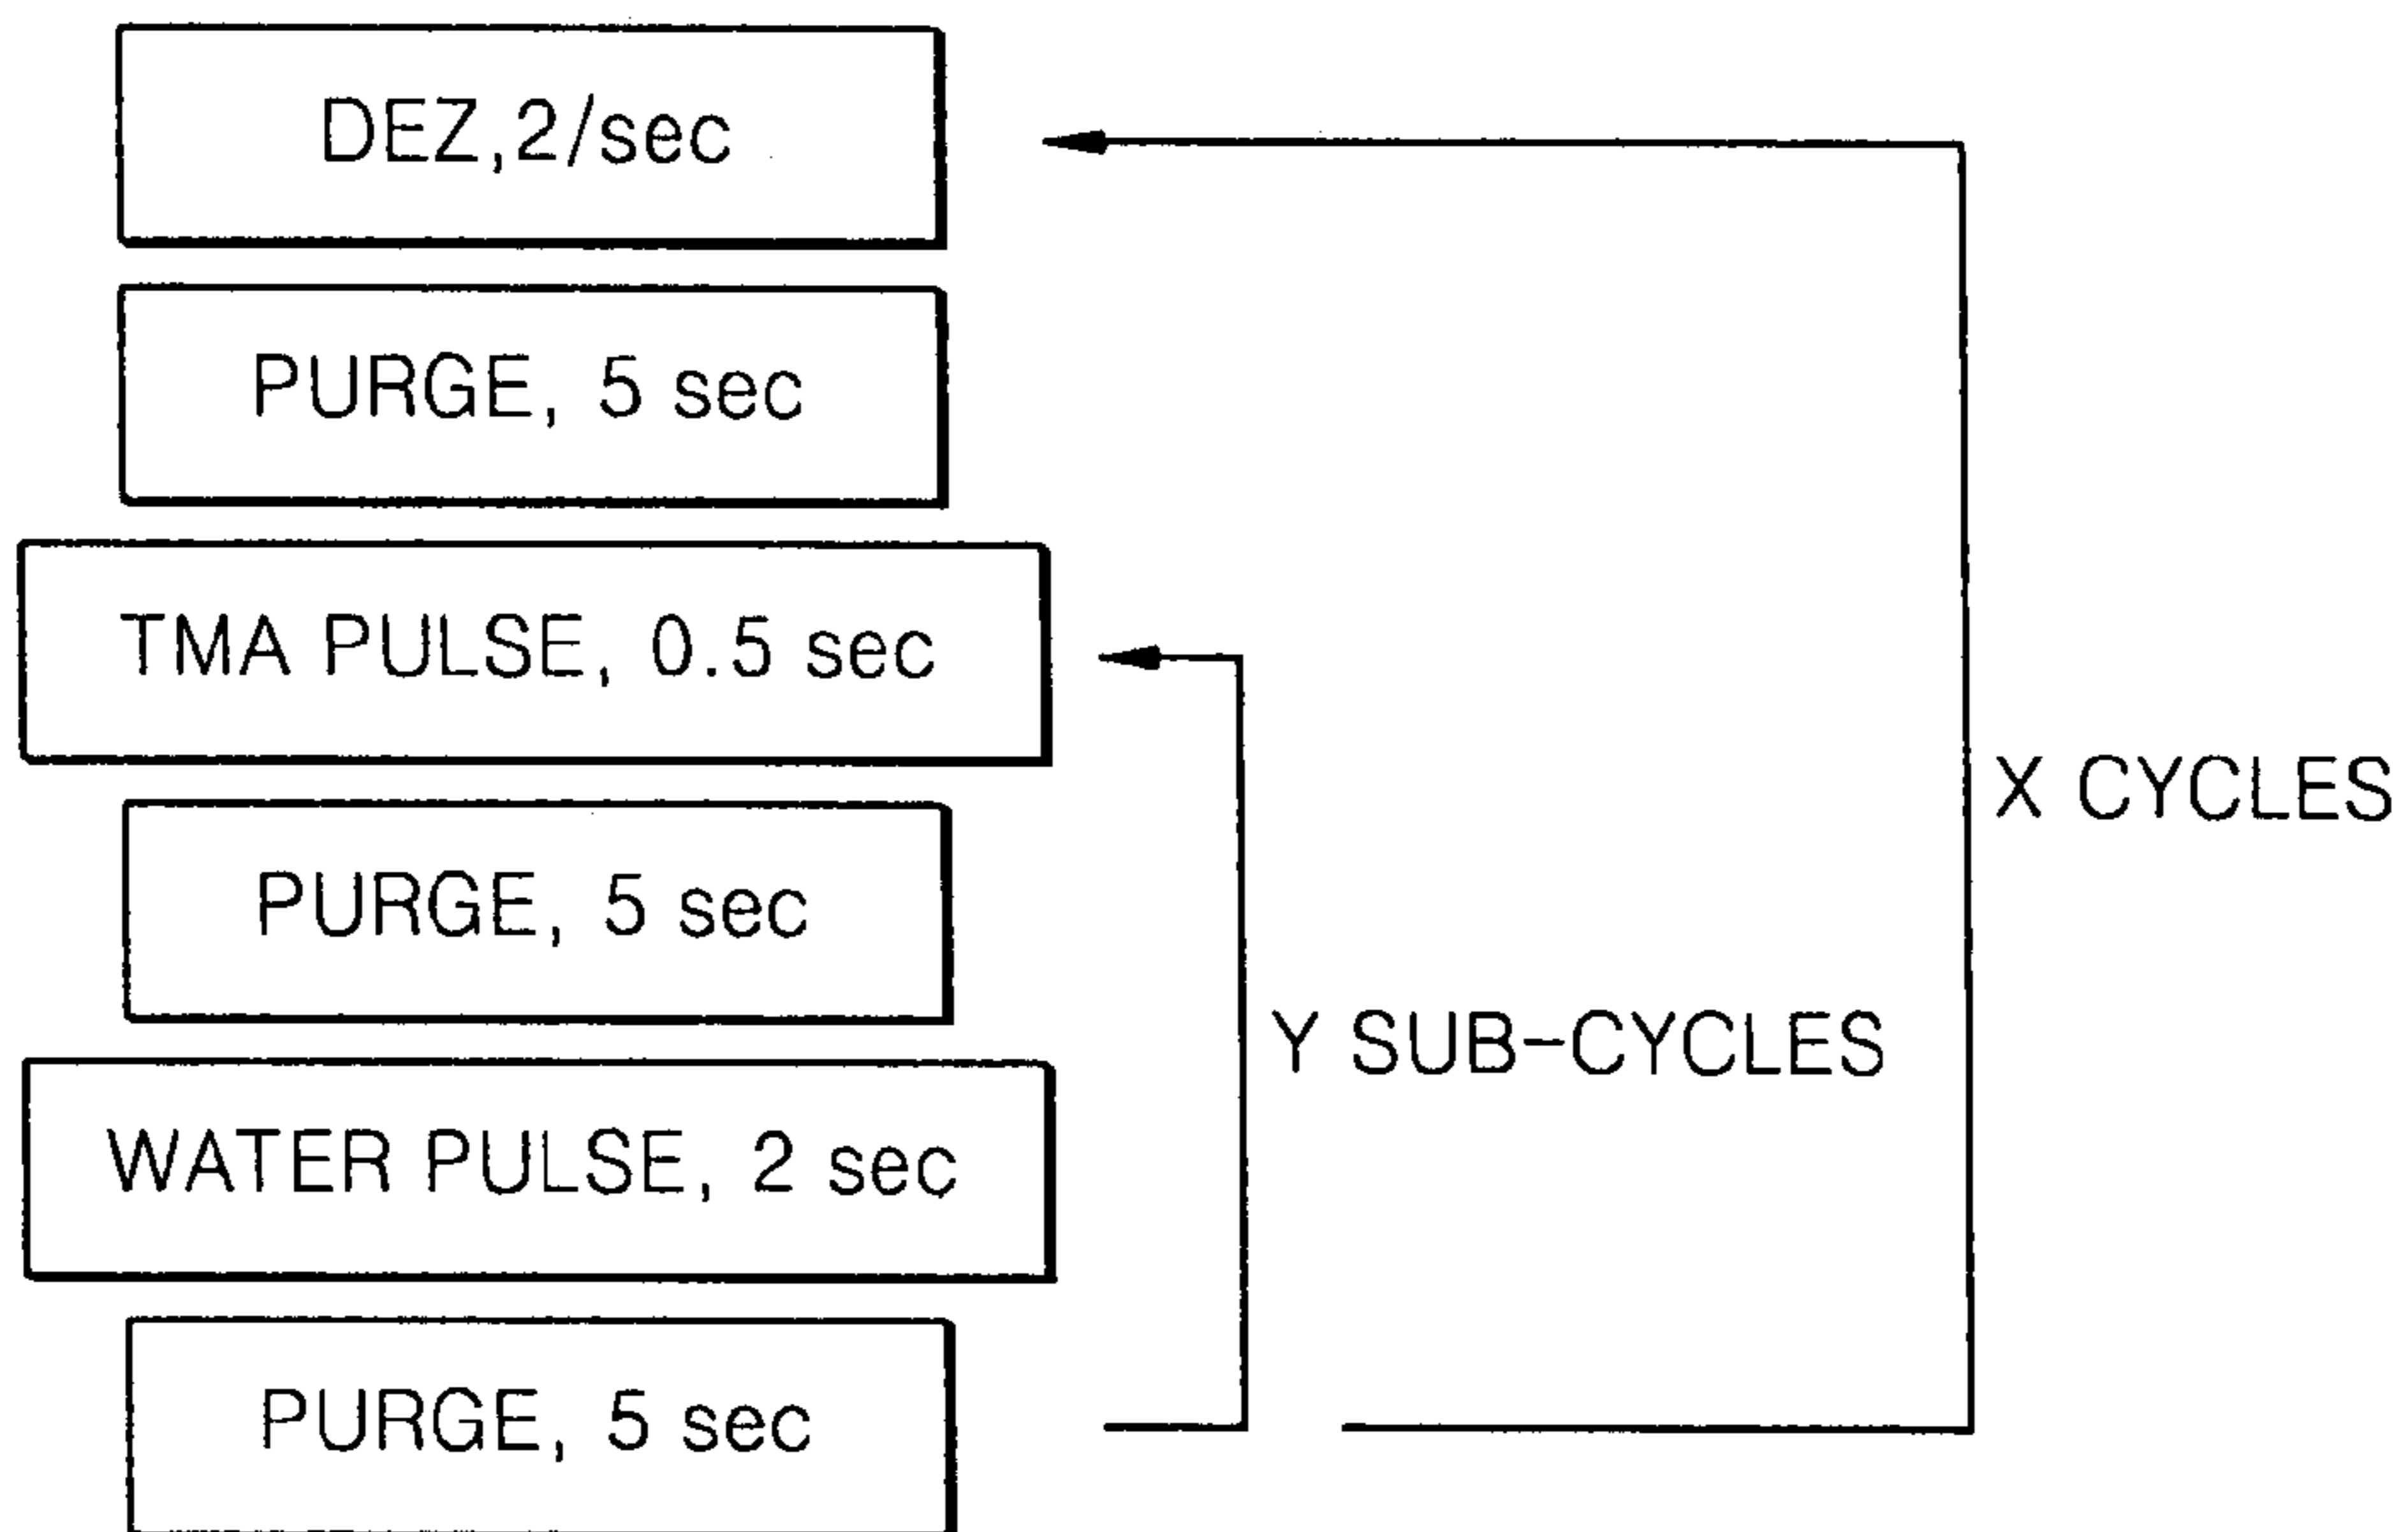 DEZ,2/sec
PURGE, 5 sec
TMA PULSE, 0.5 sec
X CYCLES
PURGE, 5 sec
Y SUB-CYCLES
WATER PULSE, 2 sec
PURGE, 5 sec